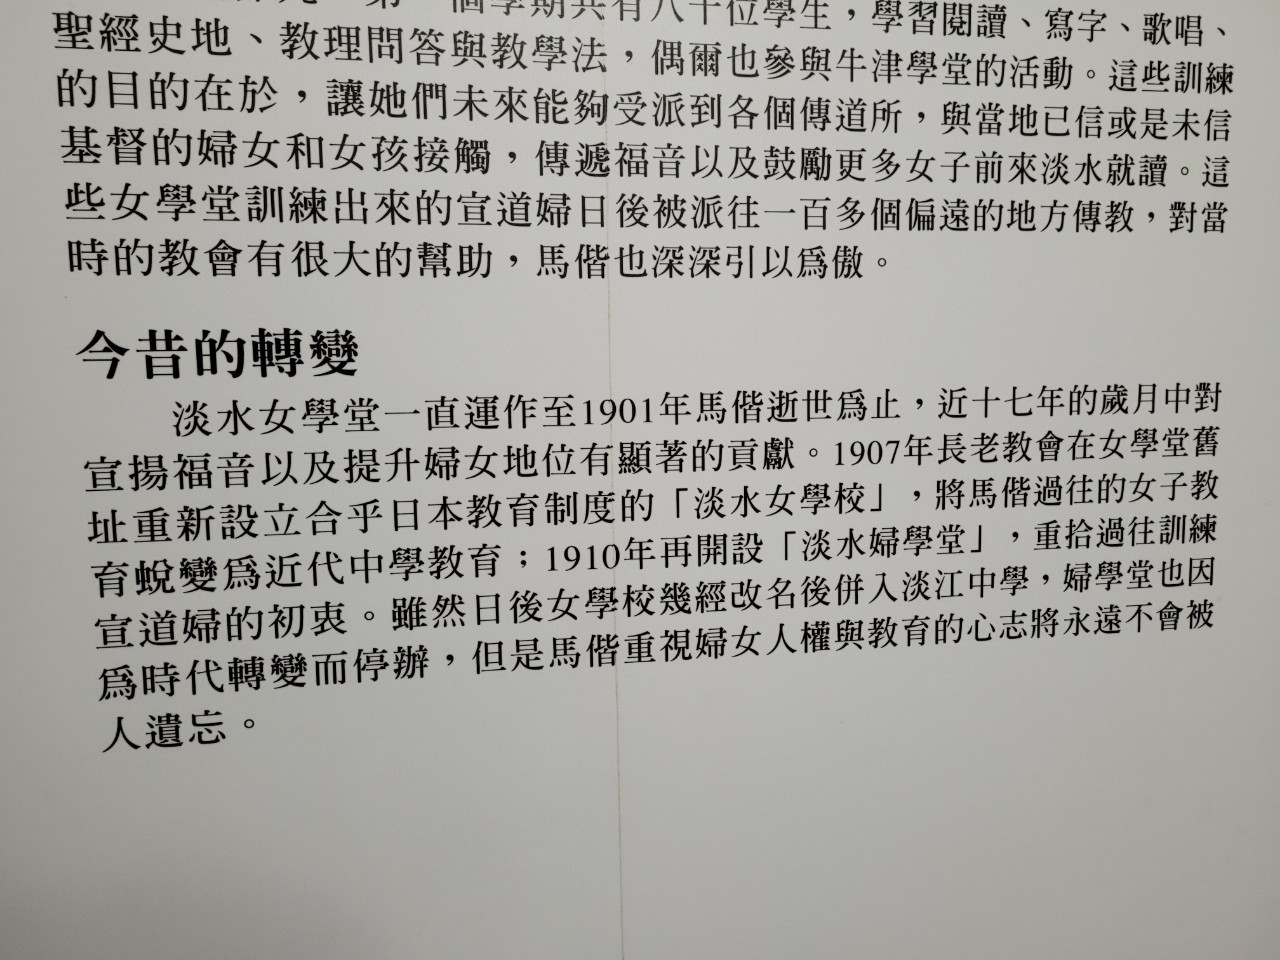 第一個學期共有八十位學生，學習閱讀、寫字、歌唱、
聖經史地、教理問答與教學法，偶爾也參與牛津學堂的活動。這些訓練
的目的在於，讓她們未來能夠受派到各個傳道所，與當地已信或是未信
基督的婦女和女孩接觸，傳遞福音以及鼓勵更多女子前來淡水就讀。這
些女學堂訓練出來的宣道婦日後被派往一百多個偏遠的地方傳教，對當
時的教會有很大的幫助，馬偕也深深引以爲傲。
今昔的轉變
淡水女學堂一直運作至1901年馬偕逝世爲止，近十七年的歲月中對
宣揚福音以及提升婦女地位有顯著的貢獻。1907年長老教會在女學堂舊
址重新設立合乎日本教育制度的「淡水女學校」，將馬偕過往的女子教
育蛻變爲近代中學教育；1910年再開設「淡水婦學堂」，重拾過往訓練
宣道婦的初衷。雖然日後女學校幾經改名後併入淡江中學，婦學堂也因
爲時代轉變而停辦，但是馬偕重視婦女人權與教育的心志將永遠不會被
人遺忘。